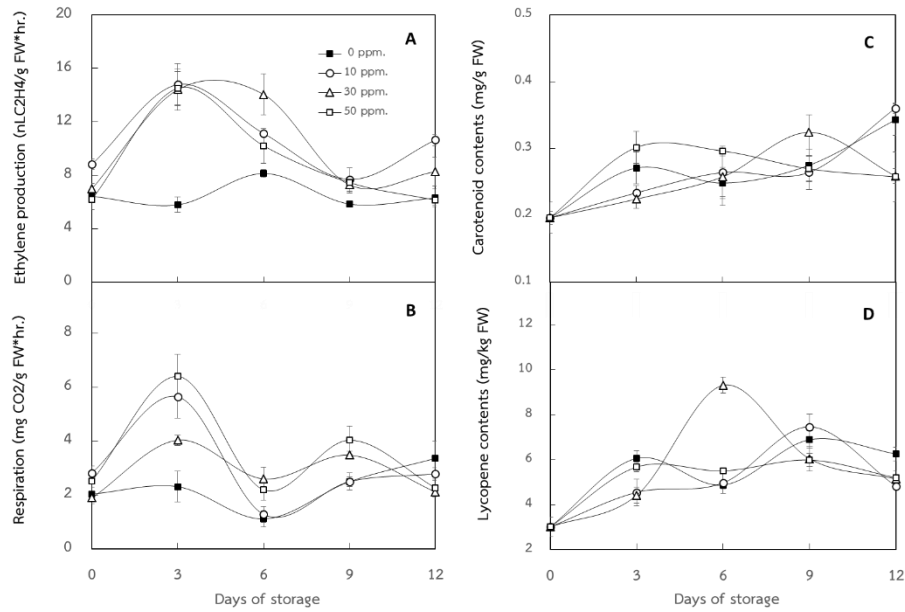 Ethylene production (nLC2H4/g FW*hr.)
20
16
12
8
4
0
A
0 ppm.
10 ppm.
30 ppm.
50 ppm.
Carotenoid contents (mg/g FW)
0.5
0.4
0.3
0.2
0.1
C
Respiration (mg CO2/g FW*hr.)
8
6
4
2
0
B
0
3
6
9
12
Days of storage
Lycopene contents (mg/kg FW)
12
10
8
6
4
2
D
0
3
6
9
12
Days of storage